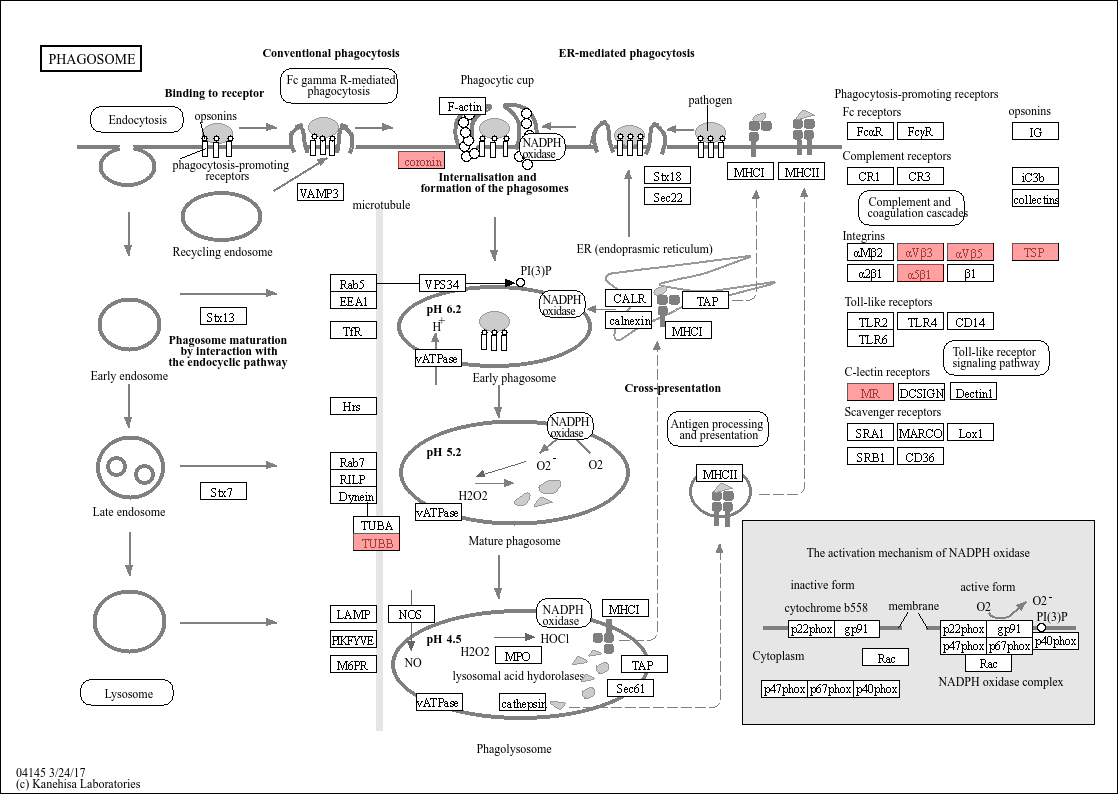 PHAGOSOME
Conventional phagocytosis
ER-mediated phagocytosis
Fc gamma R-mediated
phagocytosis
Phagocytic cup
Binding to receptor
Endocytosis
opsonins
F-actin
pathogen
NADPH
oxidase
phagocytosis-promoting
receptors
coronin
Internalisation and
formation of the phagosomes
VAMP3
microtubule
Stx18
Sec22
MHCI
MHCII
Phagocytosis-promoting receptors
Fc receptors
opsonins
FcαR
FcγR
IG
Complement receptors
CR1
CR3
iC3b
collectins
Complement and
coagulation cascades
Integrins
αMβ2
αVβ3
αVβ5
TSP
α2β1
α5β1
β1
Toll-like receptors
TLR2
TLR4
CD14
TLR6
Toll-like receptor
signaling pathway
C-lectin receptors
MR
DCSIGN
Dectin1
Scavenger receptors
SRA1
MARCO
Lox1
SRB1
CD36
Recycling endosome
ER (endoprasmic reticulum)
Rab5
EEA1
VPS34
PI(3)P
NADPH
oxidase
CALR
TAP
calnexin
MHCI
Stx13
TfR
pH 6.2
H+
vATPase
Phagosome maturation
by interaction with
the endocyclic pathway
Early endosome
Early phagosome
Cross-presentation
Hrs
NADPH
oxidase
Antigen processing
and presentation
pH 5.2
O2-
O2
H2O2
Rab7
RILP
Dynein
Stx7
vATPase
MHCII
Late endosome
TUBA
TUBB
Mature phagosome
LAMP
NOS
NADPH
oxidase
MHCI
PIKFYVE
pH 4.5
HOCl
H2O2
MPO
M6PR
NO
lysosomal acid hydorolases
TAP
Sec61
vATPase
cathepsin
Lysosome
Phagolysosome
The activation mechanism of NADPH oxidase
inactive form
active form
cytochrome b558
membrane
O2
O2-
PI(3)P
p22phox
gp91
p22phox
gp91
p47phox
p67phox
p40phox
Cytoplasm
Rac
Rac
p47phox
p67phox
p40phox
NADPH oxidase complex
04145 3/24/17
(c) Kanehisa Laboratories